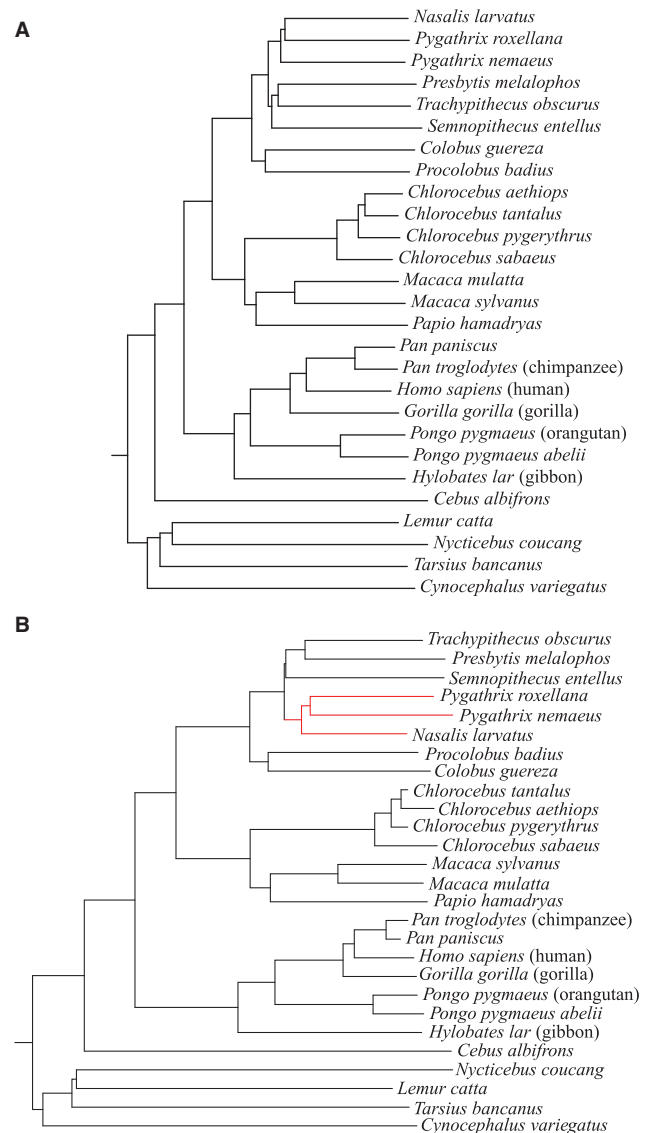 A
Nasalis larvatus
Pygathrix roxellana
Pygathrix nemaeus
Presbytis melalophos
Trachypithecus obscurus
Semnopithecus entellus
Colobus guereza
Procolobus badius
Chlorocebus aethiops
Chlorocebus tantalus
Chlorocebus pygerythrus
Chlorocebus sabaeus
Macaca mulatta
Macaca sylvanus
Papio hamadryas
Pan paniscus
Pan troglodytes (chimpanzee)
Homo sapiens (human)
Gorilla gorilla (gorilla)
Pongo pygmaeus (orangutan)
Pongo pygmaeus abelii
Hylobates lar (gibbon)
Cebus albifrons
Lemur catta
Nycticebus coucang
Tarsius bancanus
Cynocephalus variegatus
B
Trachypithecus obscurus
Presbytis melalophos
Semnopithecus entellus
Pygathrix roxellana
Pygathrix nemaeus
Nasalis larvatus
Procolobus badius
Colobus guereza
Chlorocebus tantalus
Chlorocebus aethiops
Chlorocebus pygerythrus
Chlorocebus sabaeus
Macaca sylvanus
Macaca mulatta
Papio hamadryas
Pan troglodytes (chimpanzee)
Pan paniscus
Homo sapiens (human)
Gorilla gorilla (gorilla)
Pongo pygmaeus (orangutan)
Pongo pygmaeus abelii
Hylobates lar (gibbon)
Cebus albifrons
Nycticebus coucang
Lemur catta
Tarsius bancanus
Cynocephalus variegatus